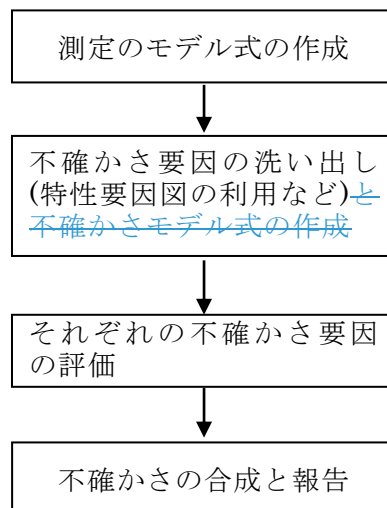 測定のモデル式の作成
不確かさ要因の洗い出し
(特性要因図の利用など)と
不確かさモデル式の作成
それぞれの不確かさ要因
の評価
不確かさの合成と報告